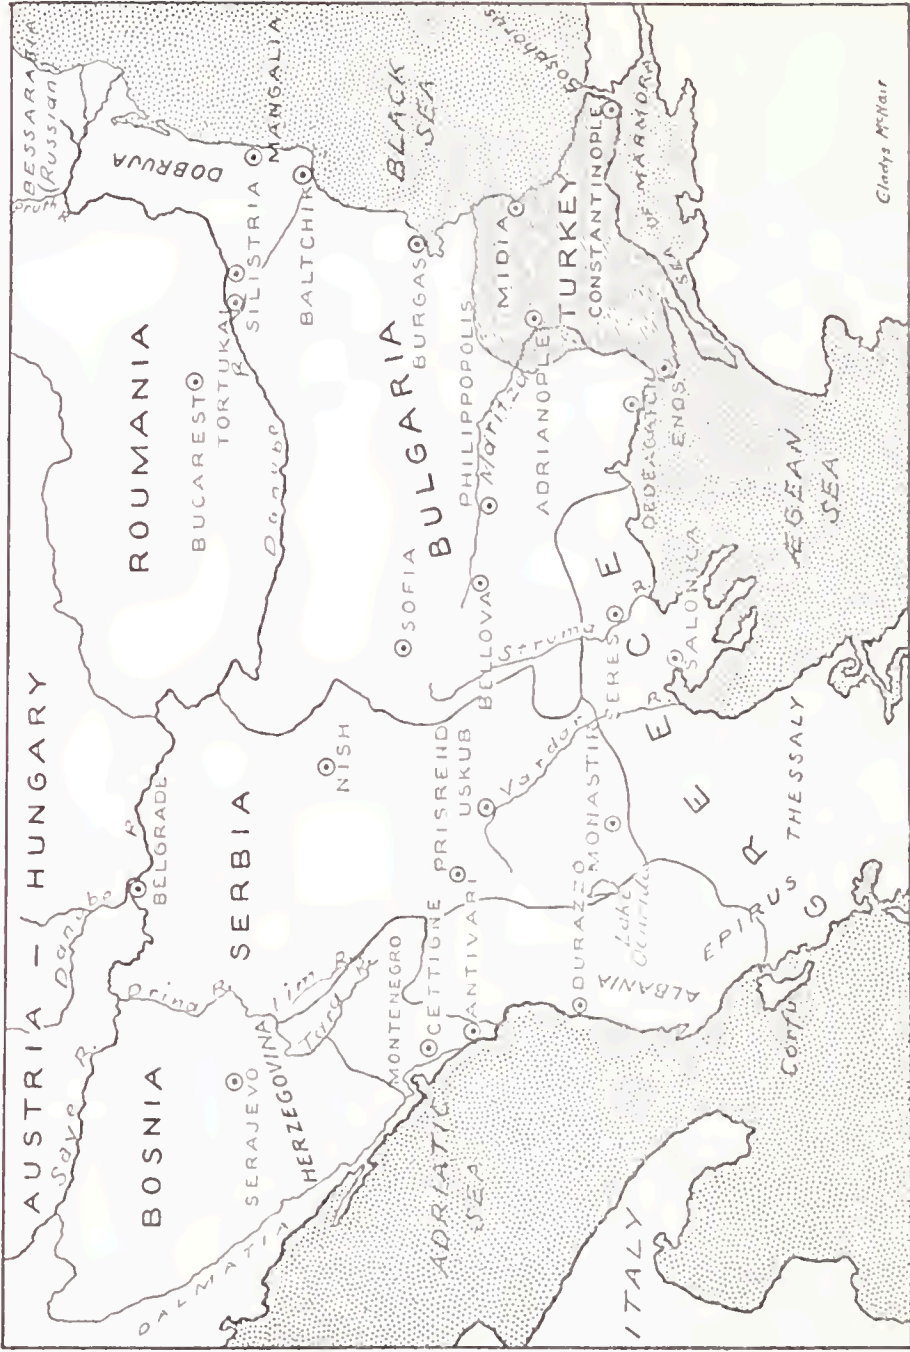 AUSTRIA – HUNGARY
BESSARABIA
(Russian)
Pruth R.
Save R.
Danube R.
BELGRADE
ROUMANIA
DOBRUJA
MANGALIA
BUCAREST
TORTUKAI
SILISTRIA
BALTCHIK
Danube R.
BOSNIA
SERAJEVO
HERZEGOVINA
DALMATIA
Drina R.
Lim R.
Tara R.
SERBIA
NISH
BULGARIA
SOFIA
BURGAS
BLACK
SEA
Bosphorus
MONTENEGRO
CETTIGNE
ANTIVARI
PRISREND
USKUB
BELLOVA
PHILIPPOPOLIS
Maritza
ADRIANOPLE
MIDIA
TURKEY
CONSTANTINOPLE
SEA OF MARMORA
Vardar
Struma R.
DURAZZO
MONASTIR
SERES
Lake
Ochrida
ALBANIA
DEDEAGATCH
ENOS
SALONICA
EPIRUS
GREECE
THESSALY
ÆGEAN
SEA
ADRIATIC
SEA
ITALY
Corfu
Gladys McNair